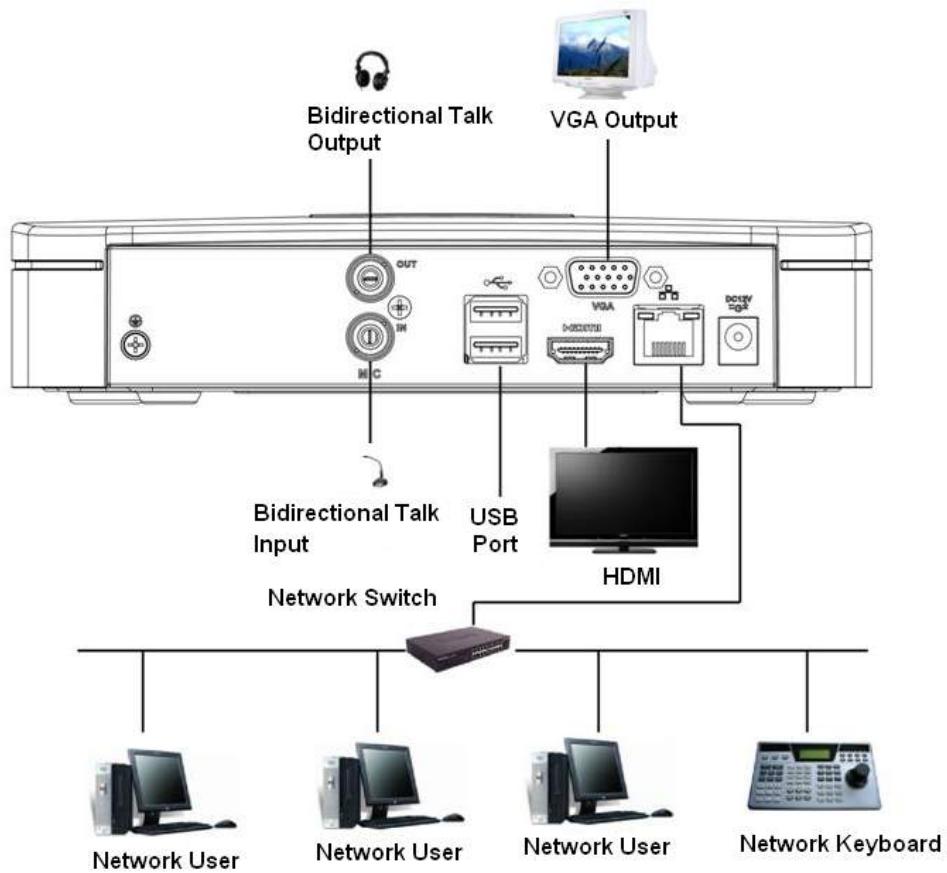 Bidirectional Talk
Output
VGA Output
OUT
IN
MIC
VGA
HDMI
DC12V
Bidirectional Talk
Input
USB
Port
HDMI
Network Switch
Network User
Network User
Network User
Network Keyboard